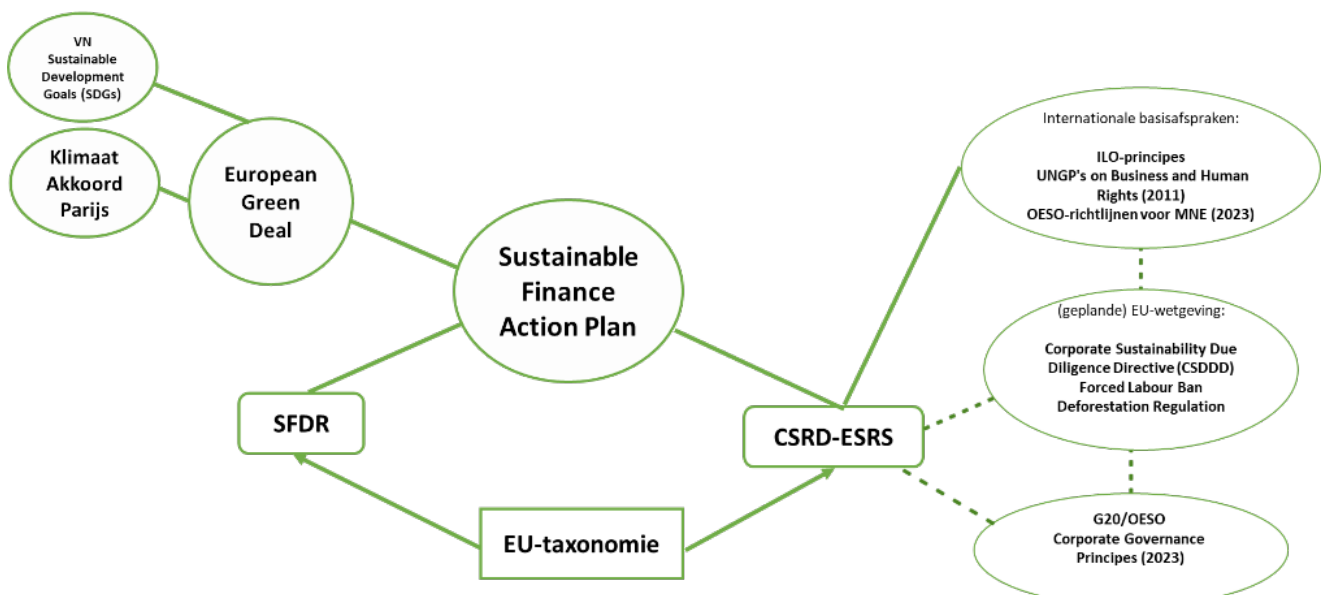 VN
Sustainable
Development
Goals (SDGs)
Klimaat
Akkoord
Parijs
European
Green
Deal
Sustainable
Finance
Action Plan
SFDR
CSRD-ESRS
EU-taxonomie
Internationale basisafspraken:
ILO-principes
UNGP's on Business and Human
Rights (2011)
OESO-richtlijnen voor MNE (2023)
(geplande) EU-wetgeving:
Corporate Sustainability Due
Diligence Directive (CSDDD)
Forced Labour Ban
Deforestation Regulation
G20/OESO
Corporate Governance
Principes (2023)